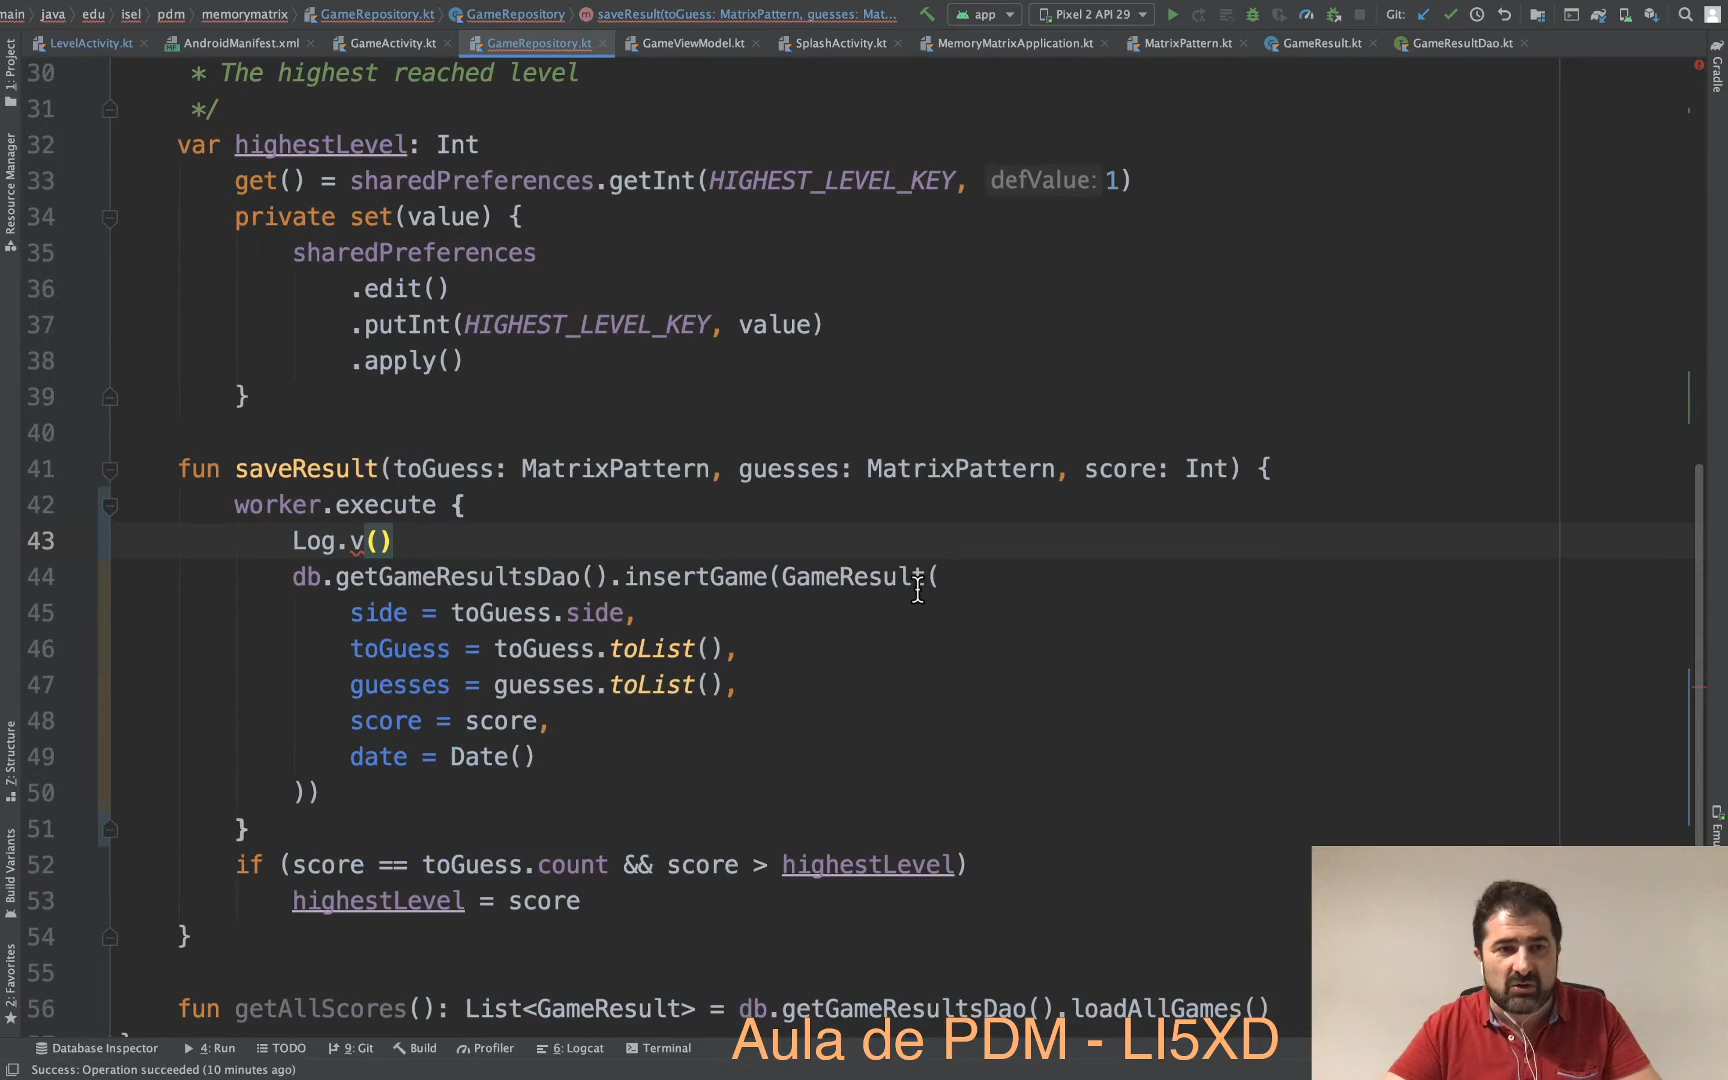 main java edu isel pdm memorymatrix GameRepository.kt GameRepository saveResult(toGuess: MatrixPattern, guesses: Mat... app Pixel 2 API 29 Git:
LevelActivity.kt AndroidManifest.xml GameActivity.kt GameRepository.kt GameViewModel.kt SplashActivity.kt MemoryMatrixApplication.kt MatrixPattern.kt GameResult.kt GameResultDao.kt
1: Project
Resource Manager
Z: Structure
Build Variants
2: Favorites
Gradle
30 * The highest reached level
31 */
32 var highestLevel: Int
33 get() = sharedPreferences.getInt(HIGHEST_LEVEL_KEY, defValue: 1)
34 private set(value) {
35 sharedPreferences
36 .edit()
37 .putInt(HIGHEST_LEVEL_KEY, value)
38 .apply()
39 }
40
41 fun saveResult(toGuess: MatrixPattern, guesses: MatrixPattern, score: Int) {
42 worker.execute {
43 Log.v()
44 db.getGameResultsDao().insertGame(GameResult(
45 side = toGuess.side,
46 toGuess = toGuess.toList(),
47 guesses = guesses.toList(),
48 score = score,
49 date = Date()
50 ))
51 }
52 if (score == toGuess.count && score > highestLevel)
53 highestLevel = score
54 }
55
56 fun getAllScores(): List<GameResult> = db.getGameResultsDao().loadAllGames()
Aula de PDM - LI5XD
Database Inspector 4: Run TODO 9: Git Build Profiler 6: Logcat Terminal
Success: Operation succeeded (10 minutes ago)